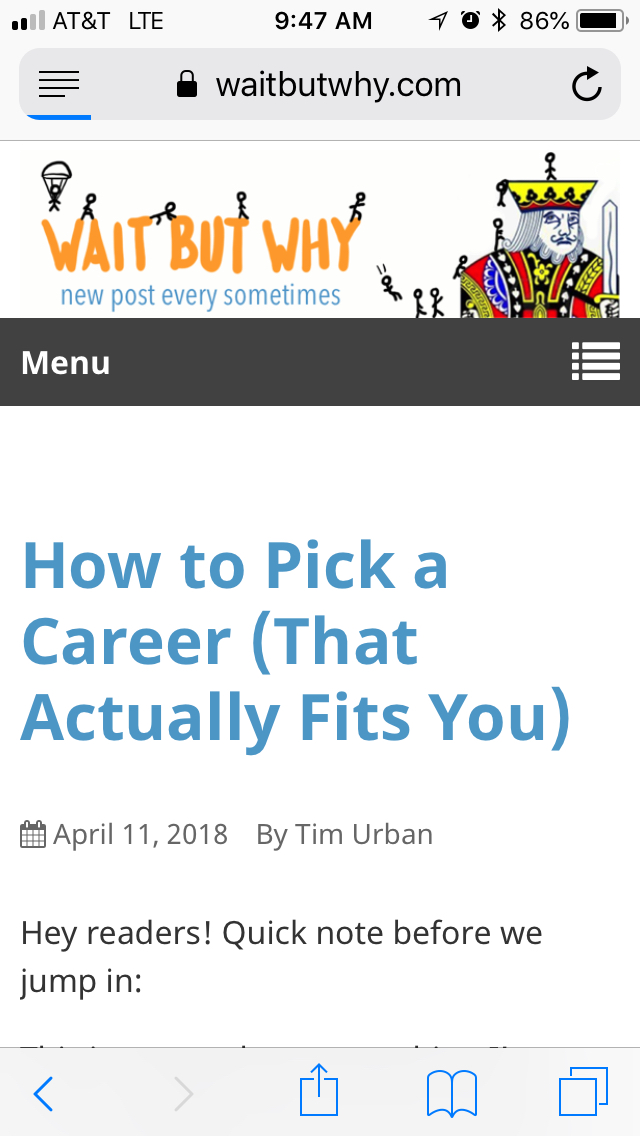 AT&T LTE 9:47 AM 86%
waitbutwhy.com
WAIT BUT WHY
new post every sometimes
Menu
How to Pick a
Career (That
Actually Fits You)
April 11, 2018 By Tim Urban
Hey readers! Quick note before we
jump in: